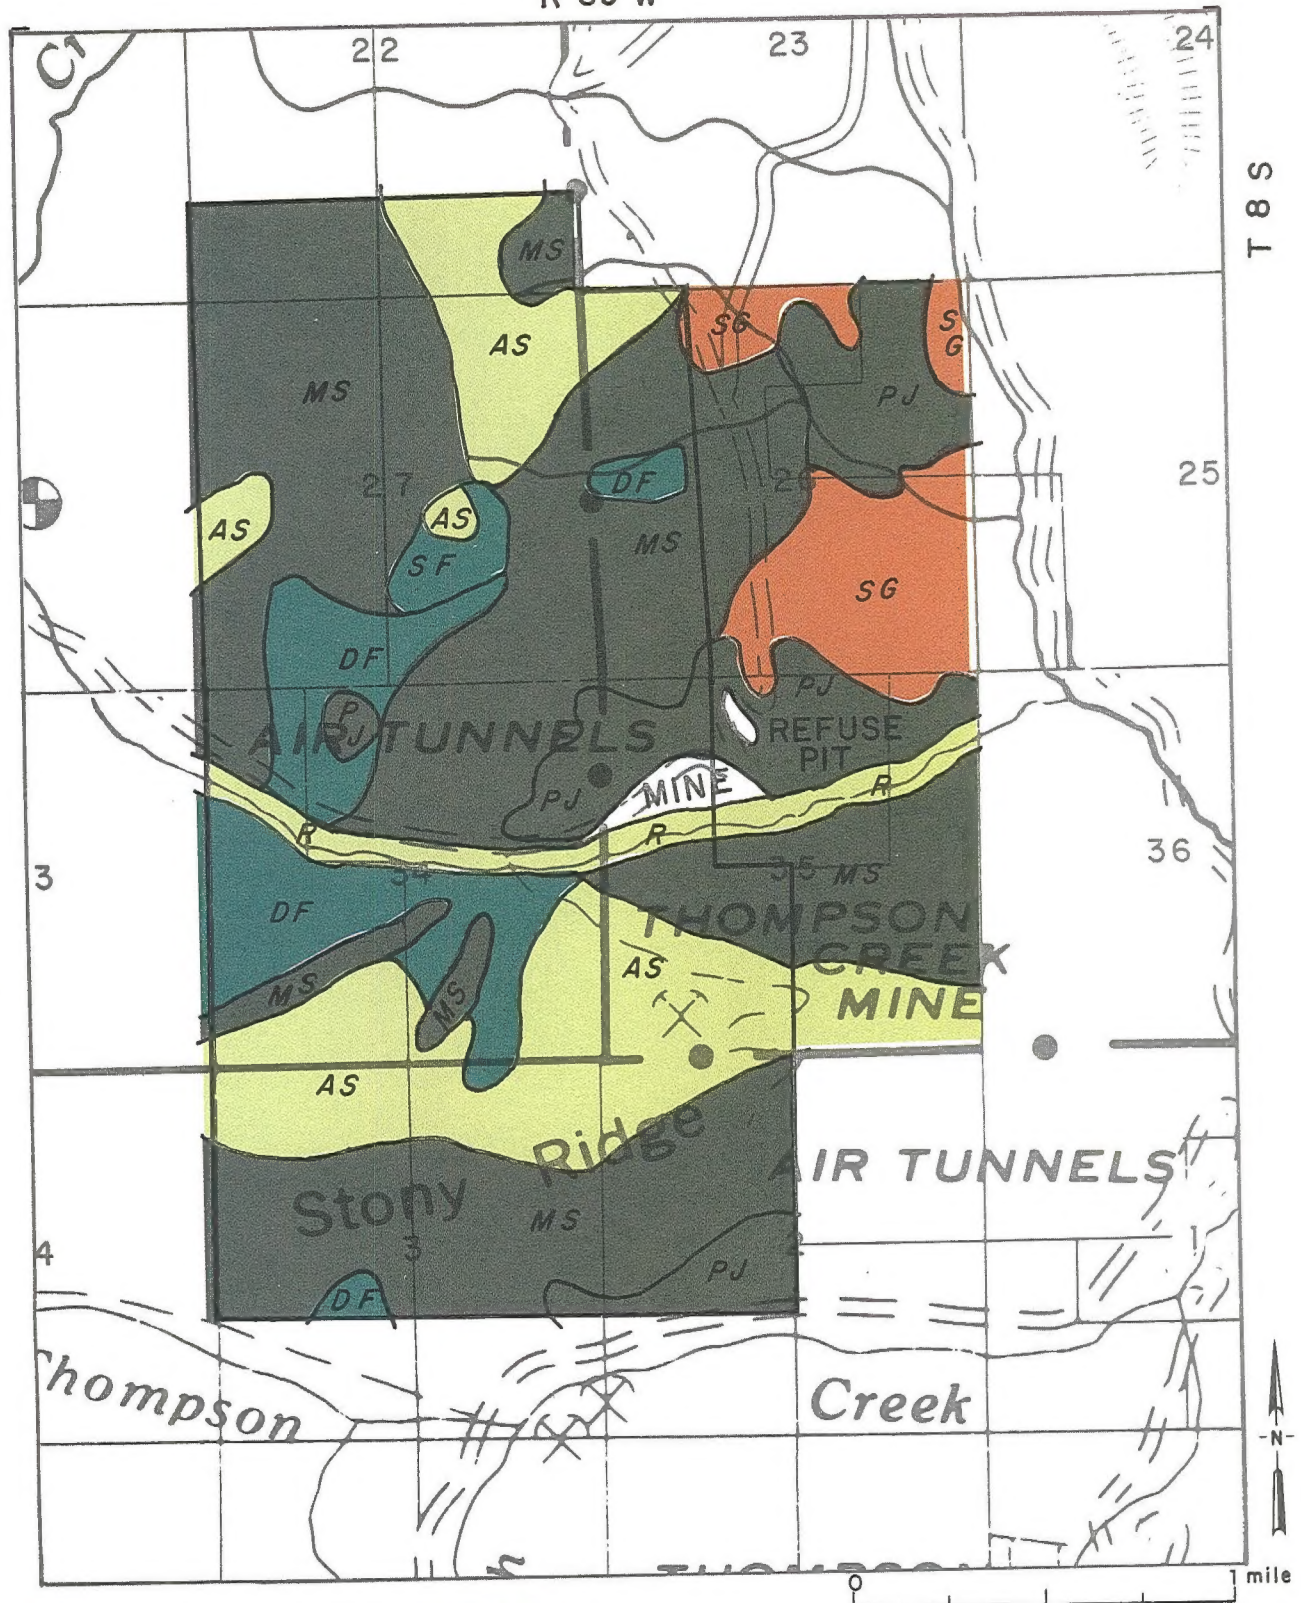 22
23
24
Cr
T 8 S
MS
AS
SG
S
G
MS
PJ
27
DF
26
25
AS
AS
SF
MS
SG
DF
PJ
P
J
AIR TUNNELS
REFUSE
PIT
PJ
MINE
R
R
R
3
34
35
MS
36
DF
THOMPSON
CREEK
MINE
AS
MS
MS
AS
Stony Ridge
AIR TUNNELS
MS
4
3
2
1
PJ
DF
Thompson
Creek
-N-
0
1 mile